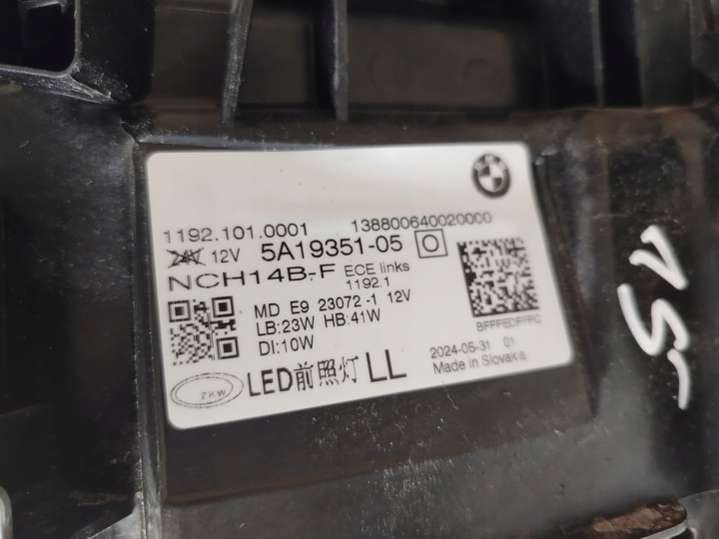 1192.101.0001 138800640020000
24V 12V 5A19351-05
NCH14B-F ECE links
1192.1
MD E9 23072-1 12V
LB:23W HB:41W
DI:10W
2024-05-31 01
Made in Slovakia
ZKW
LED前照灯 LL